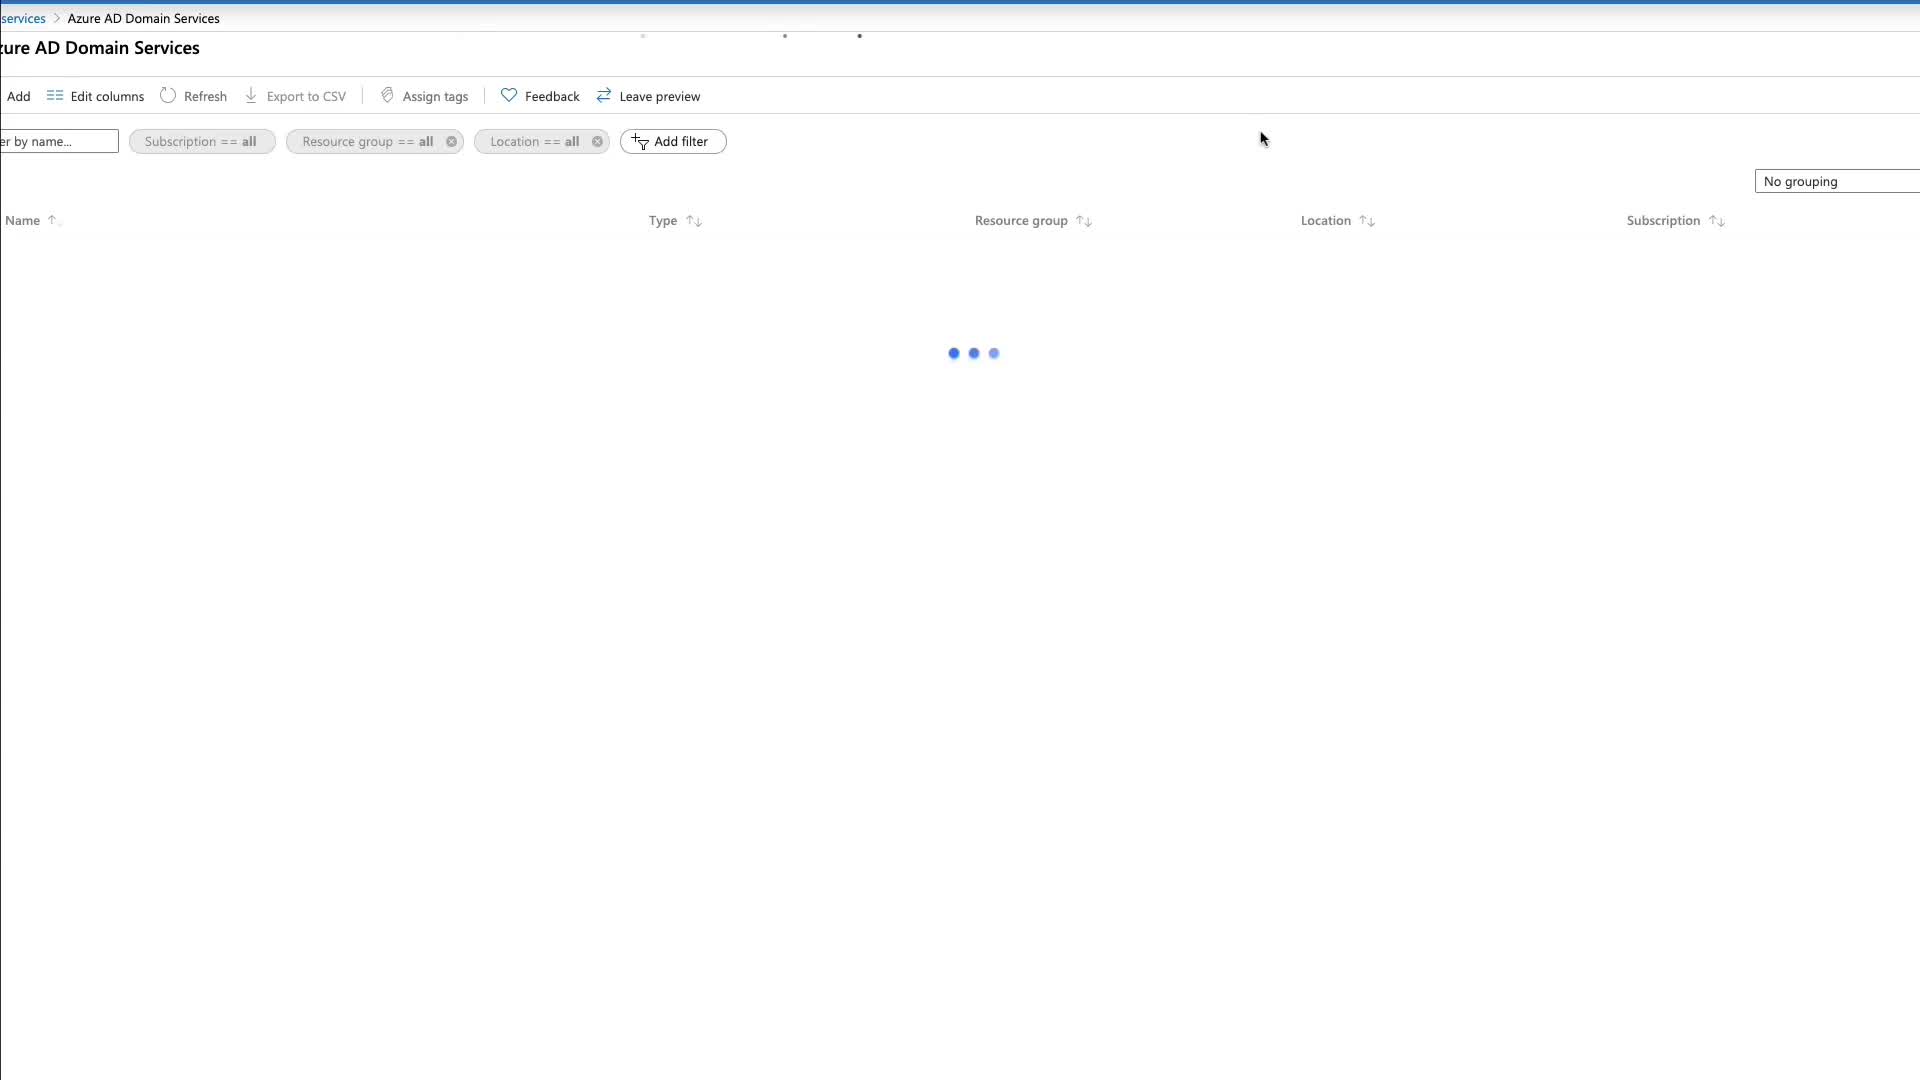 services > Azure AD Domain Services
zure AD Domain Services
Add Edit columns Refresh Export to CSV Assign tags Feedback Leave preview
er by name... Subscription == all Resource group == all Location == all Add filter
No grouping
Name Type Resource group Location Subscription